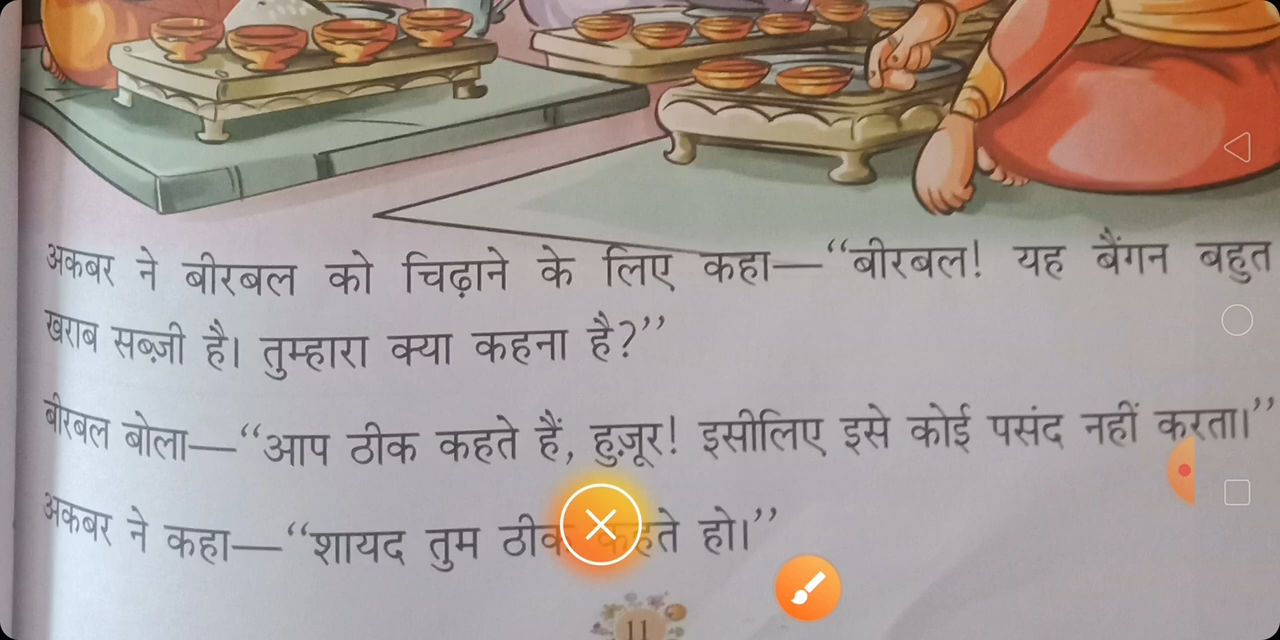 अकबर ने बीरबल को चिढ़ाने के लिए कहा—“बीरबल! यह बैंगन बहुत
खराब सब्ज़ी है। तुम्हारा क्या कहना है?”
बीरबल बोला—“आप ठीक कहते हैं, हुज़ूर! इसीलिए इसे कोई पसंद नहीं करता।”
अकबर ने कहा—“शायद तुम ठीक कहते हो।”
11